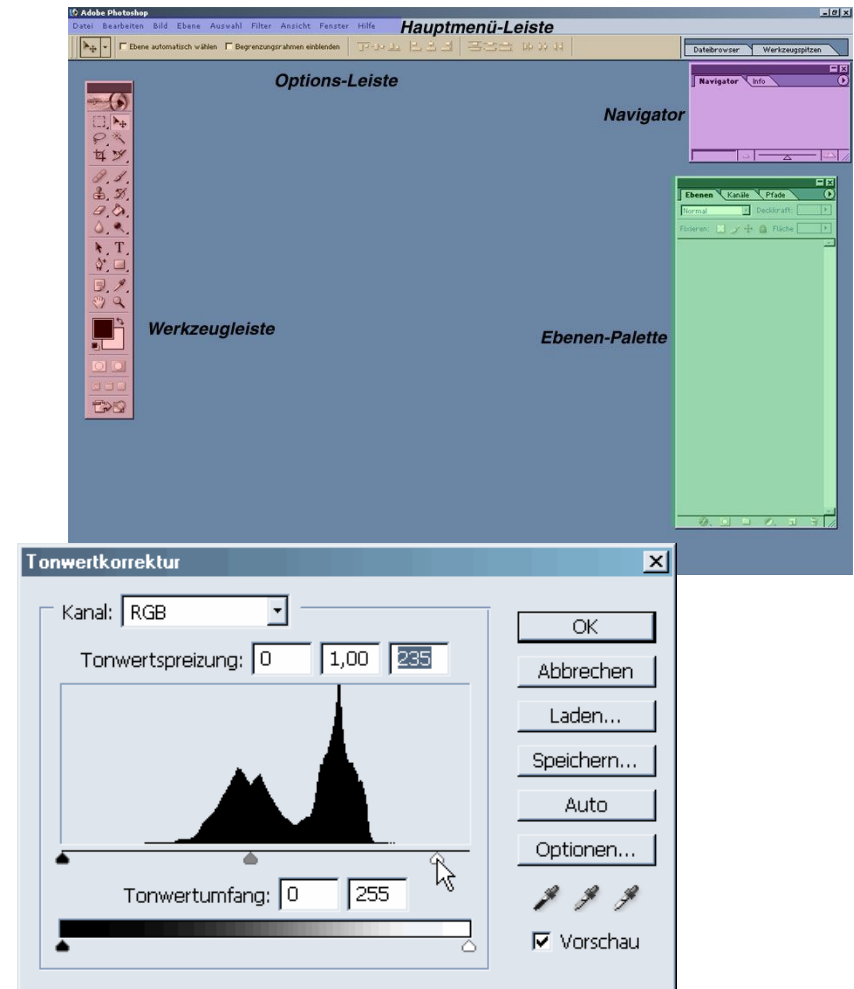 Adobe Photoshop
Datei Bearbeiten Bild Ebene Auswahl Filter Ansicht Fenster Hilfe
Hauptmenü-Leiste
Ebene automatisch wählen Begrenzungsrahmen einblenden
Dateibrowser Werkzeugspitzen
Options-Leiste
Navigator Info
Navigator
Ebenen Kanäle Pfade
Normal Deckkraft:
Fixieren: Fläche
T
Werkzeugleiste
Ebenen-Palette
Tonwertkorrektur
Kanal: RGB
OK
Tonwertspreizung: 0 1,00 235
Abbrechen
Laden...
Speichern...
Auto
Optionen...
Tonwertumfang: 0 255
Vorschau